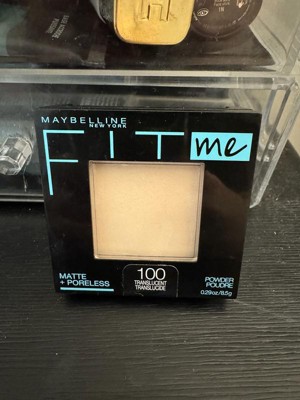 MAYBELLINE
NEW YORK
FIT me
MATTE
+ PORELESS
100
TRANSLUCENT
TRANSLUCIDE
POWDER
POUDRE
0.29oz/8.5g